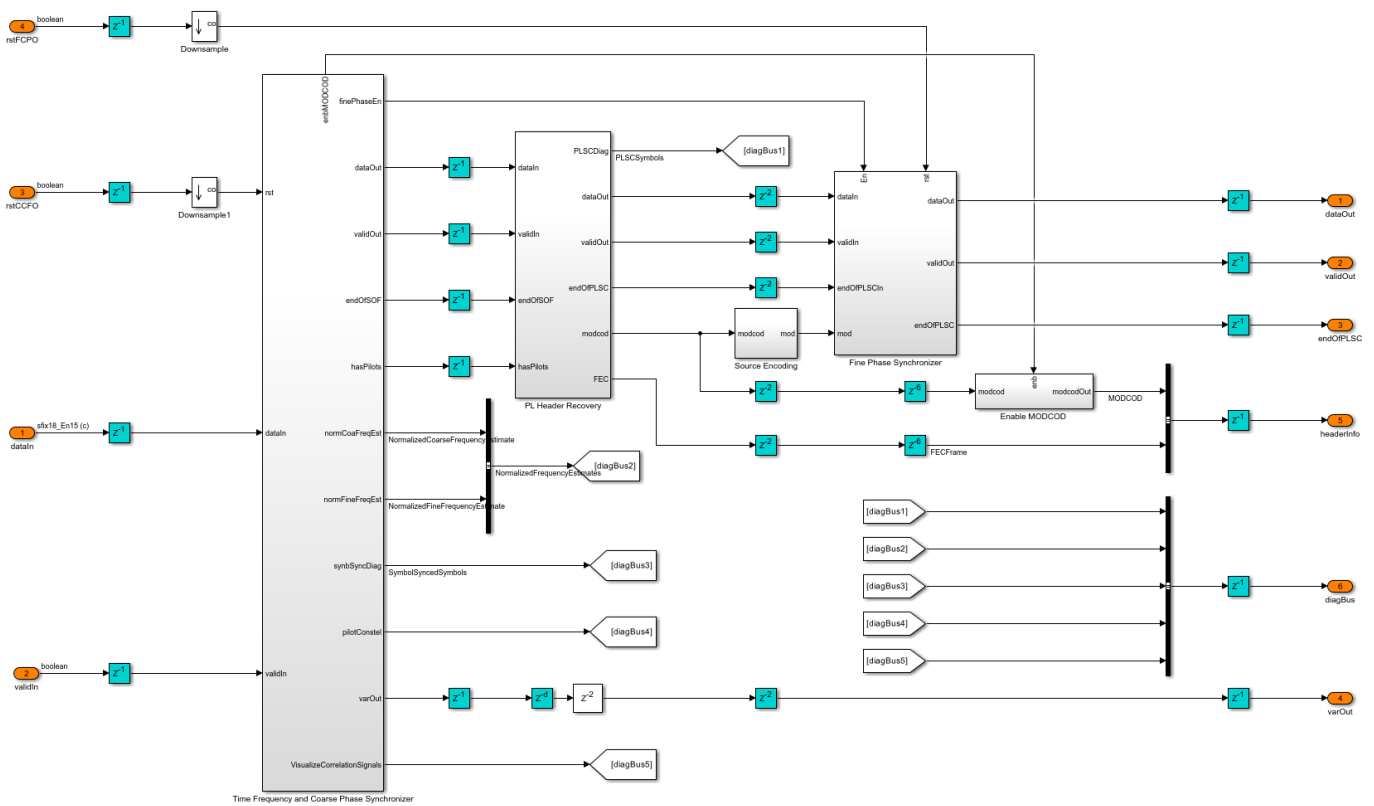 4
boolean
rstFCPO
z-1
CO
Downsample
3
boolean
rstCCFO
z-1
CO
Downsample1
1
sfix18_En15 (c)
dataIn
z-1
2
boolean
validIn
z-1
enbMODCOD
rst
dataIn
validIn
finePhaseEn
dataOut
validOut
endOfSOF
hasPilots
normCoaFreqEst
normFineFreqEst
synbSyncDiag
pilotConstel
varOut
VisualizeCorrelationSignals
Time Frequency and Coarse Phase Synchronizer
z-1
z-1
z-1
z-1
dataIn
validIn
endOfSOF
hasPilots
PLSCDiag
dataOut
validOut
endOfPLSC
modcod
FEC
PL Header Recovery
PLSCSymbols
[diagBus1]
z-2
z-2
z-2
modcod
mod
Source Encoding
En
rst
dataIn
validIn
endOfPLSCIn
mod
dataOut
validOut
endOfPLSC
Fine Phase Synchronizer
z-1
1
dataOut
z-1
2
validOut
z-1
3
endOfPLSC
z-2
z-6
enb
modcod
modcodOut
Enable MODCOD
MODCOD
z-2
z-6
FECFrame
z-1
5
headerInfo
NormalizedCoarseFrequencyEstimate
NormalizedFrequencyEstimates
[diagBus2]
NormalizedFineFrequencyEstimate
SymbolSyncedSymbols
[diagBus3]
[diagBus4]
[diagBus1]
[diagBus2]
[diagBus3]
[diagBus4]
[diagBus5]
z-1
6
diagBus
z-1
z-d
z-2
z-2
z-1
4
varOut
[diagBus5]